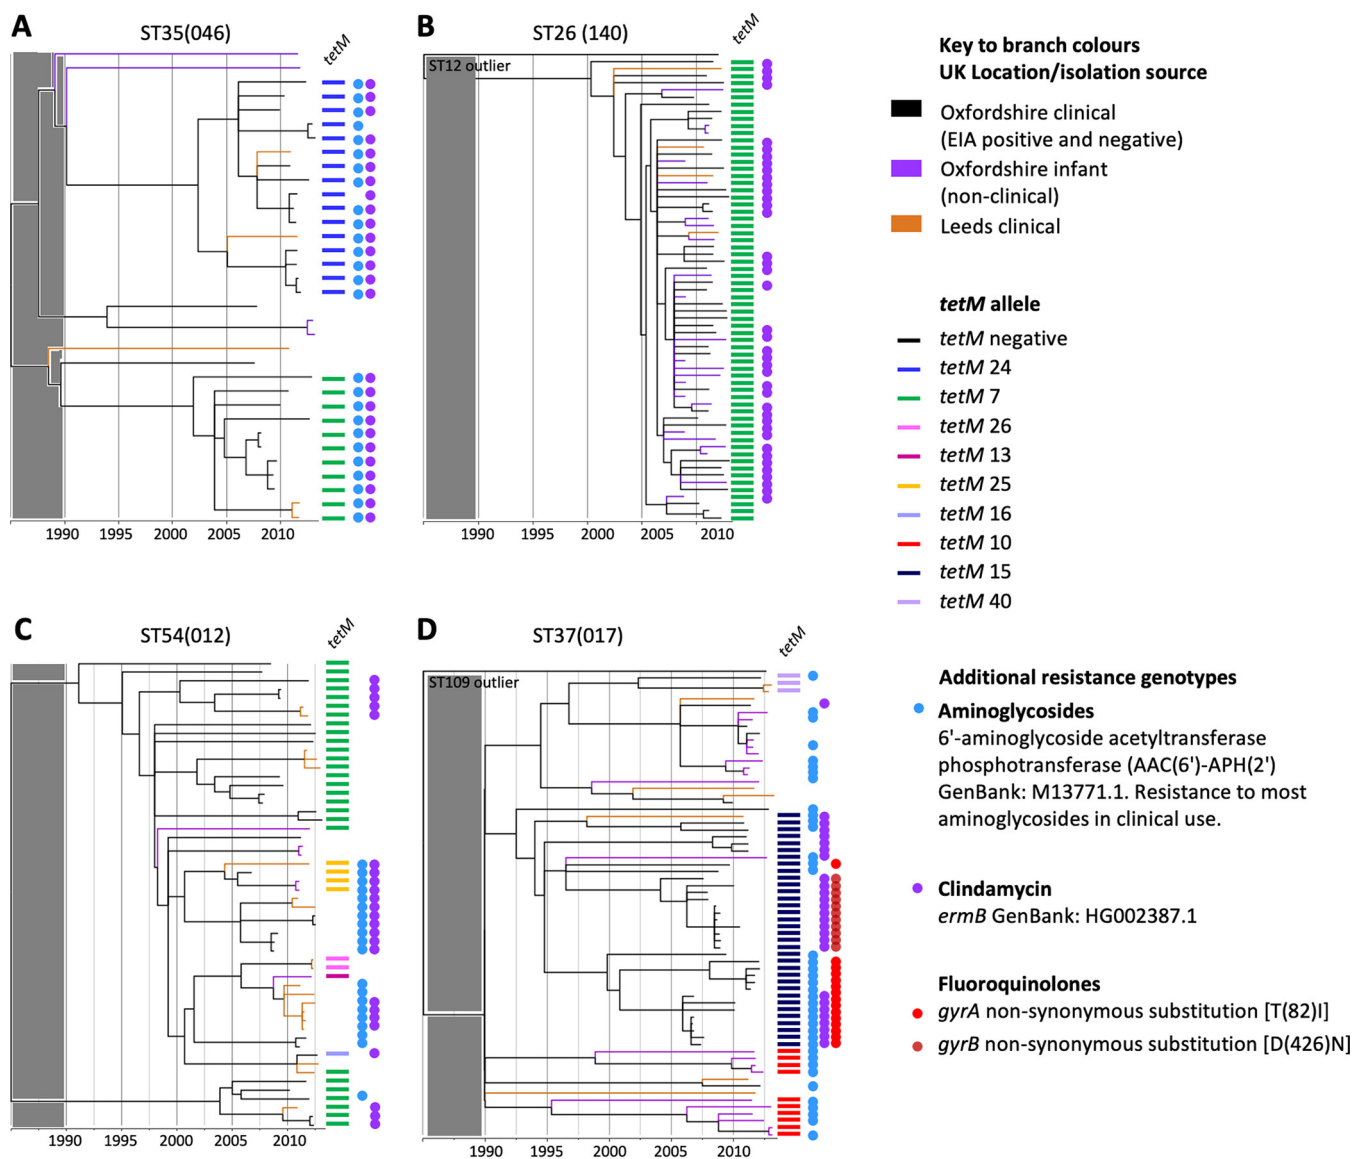 A
ST35(046)
tetM
1990 1995 2000 2005 2010
B
ST26 (140)
tetM
ST12 outlier
1990 1995 2000 2005 2010
C
ST54(012)
tetM
1990 1995 2000 2005 2010
D
ST37(017)
tetM
ST109 outlier
1990 1995 2000 2005 2010
Key to branch colours
UK Location/isolation source
Oxfordshire clinical
(EIA positive and negative)
Oxfordshire infant
(non-clinical)
Leeds clinical
tetM allele
tetM negative
tetM 24
tetM 7
tetM 26
tetM 13
tetM 25
tetM 16
tetM 10
tetM 15
tetM 40
Additional resistance genotypes
Aminoglycosides
6'-aminoglycoside acetyltransferase
phosphotransferase (AAC(6')-APH(2')
GenBank: M13771.1. Resistance to most
aminoglycosides in clinical use.
Clindamycin
ermB GenBank: HG002387.1
Fluoroquinolones
gyrA non-synonymous substitution [T(82)I]
gyrB non-synonymous substitution [D(426)N]